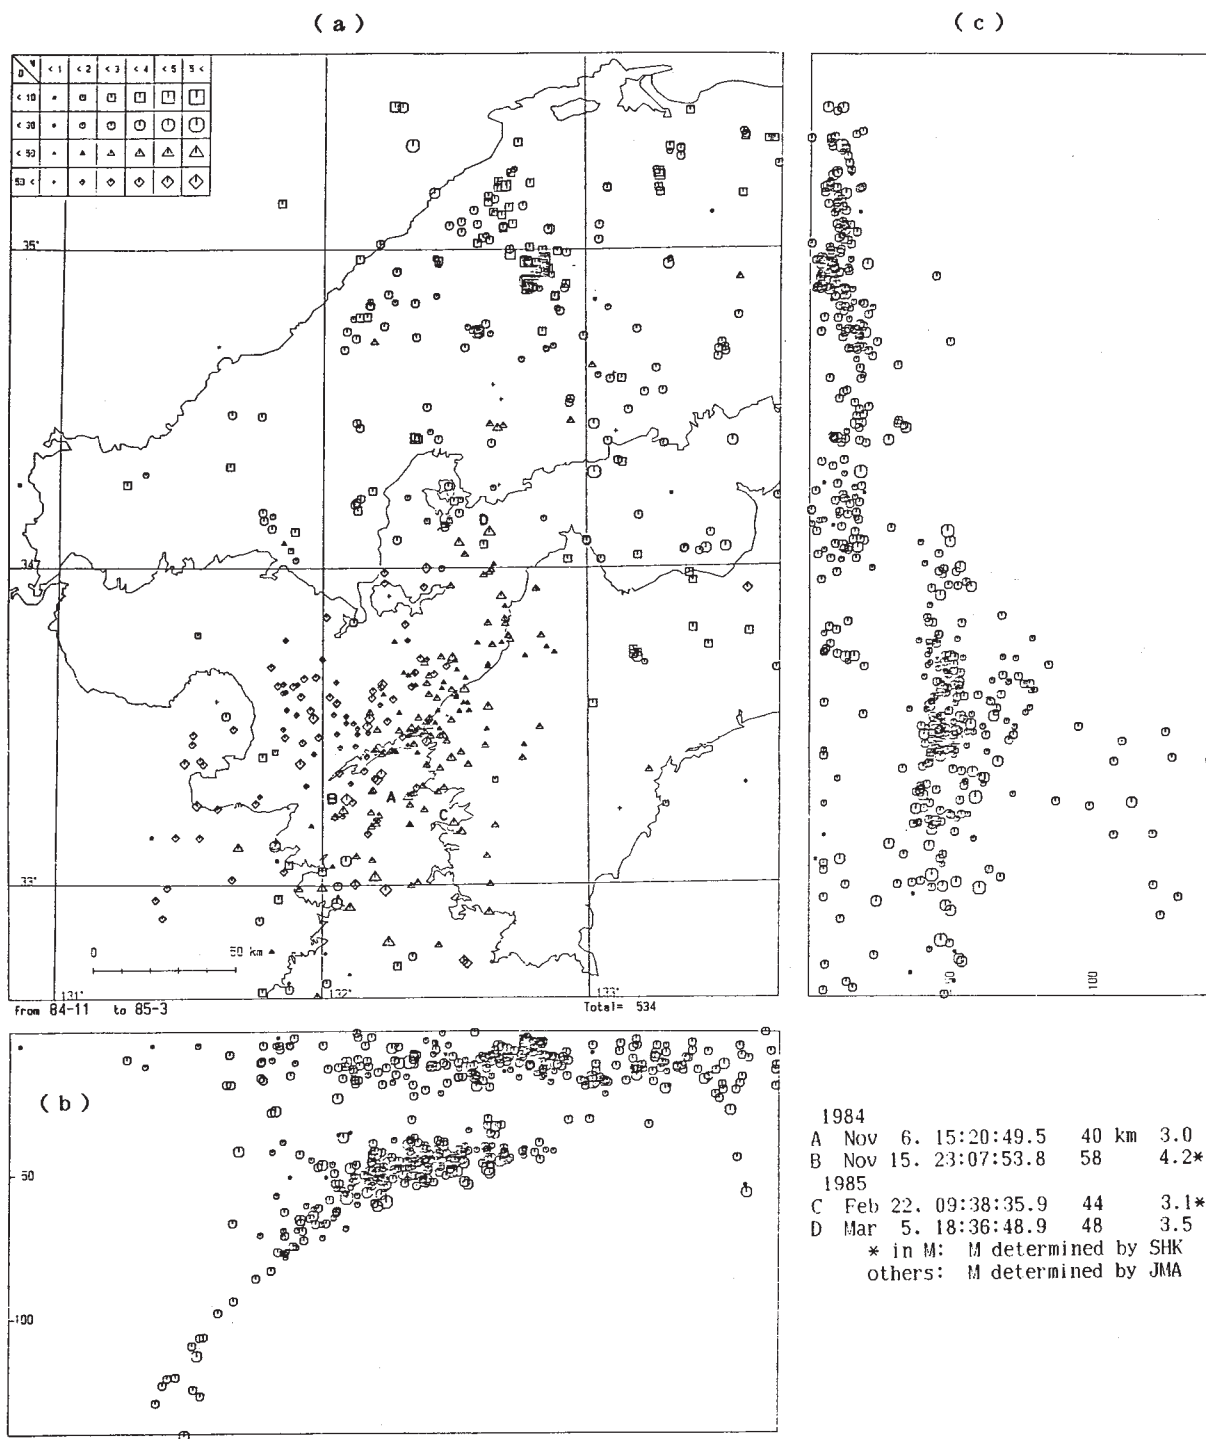 ( a )
( c )
M
D
< 1 < 2 < 3 < 4 < 5 5 <
< 10
< 30
< 50
50 <
35°
34°
33°
D
A
B
C
0 50 km
131° 132° 133°
from 84-11 to 85-3 Total= 534
50
100
( b )
50
100
1984
A Nov 6. 15:20:49.5 40 km 3.0
B Nov 15. 23:07:53.8 58 4.2*
1985
C Feb 22. 09:38:35.9 44 3.1*
D Mar 5. 18:36:48.9 48 3.5
* in M: M determined by SHK
others: M determined by JMA